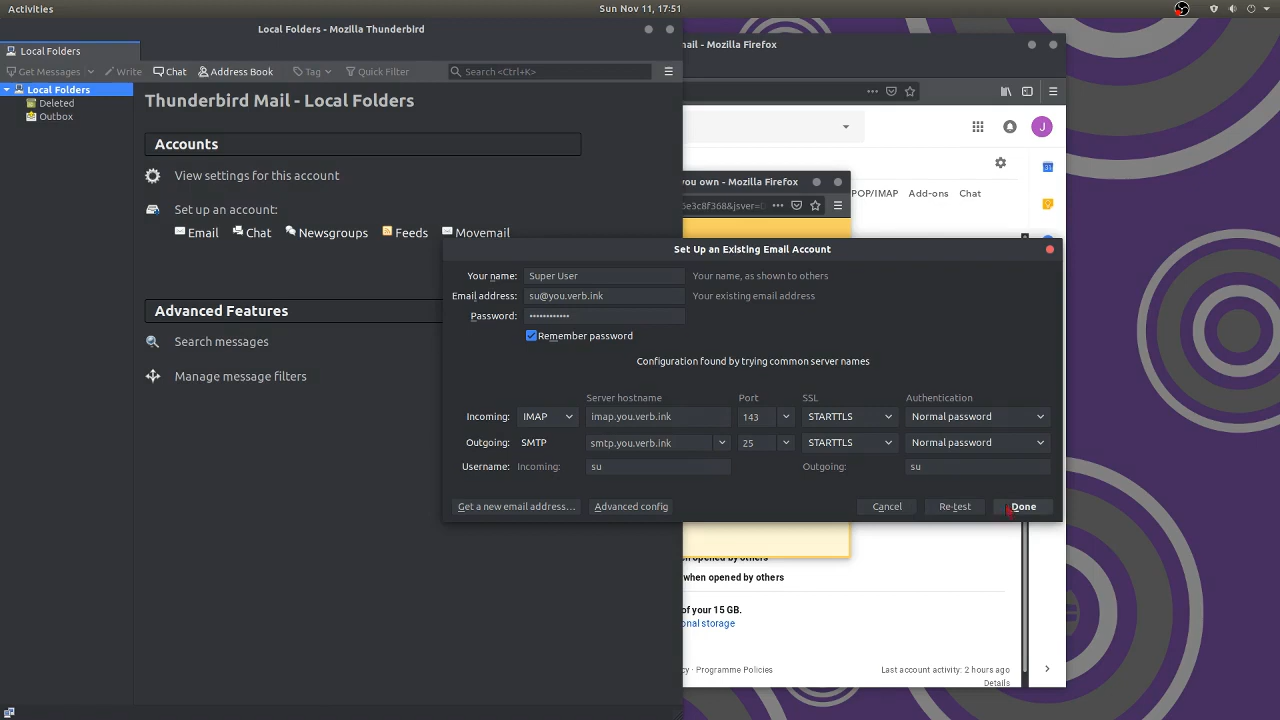 Activities
Sun Nov 11, 17:51
Local Folders - Mozilla Thunderbird
Local Folders
Get Messages
Write
Chat
Address Book
Tag
Quick Filter
Search <Ctrl+K>
Local Folders
Deleted
Outbox
Thunderbird Mail - Local Folders
Accounts
View settings for this account
Set up an account:
Email
Chat
Newsgroups
Feeds
Movemail
Advanced Features
Search messages
Manage message filters
ail - Mozilla Firefox
J
31
POP/IMAP
Add-ons
Chat
you own - Mozilla Firefox
Set Up an Existing Email Account
Your name:
Super User
Your name, as shown to others
Email address:
su@you.verb.ink
Your existing email address
Password:
Remember password
Configuration found by trying common server names
Server hostname
Port
SSL
Authentication
Incoming:
IMAP
imap.you.verb.ink
143
STARTTLS
Normal password
Outgoing:
SMTP
smtp.you.verb.ink
25
STARTTLS
Normal password
Username:
Incoming:
su
Outgoing:
su
Get a new email address...
Advanced config
Cancel
Re-test
Done
when opened by others
of your 15 GB.
onal storage
Programme Policies
Last account activity: 2 hours ago
Details